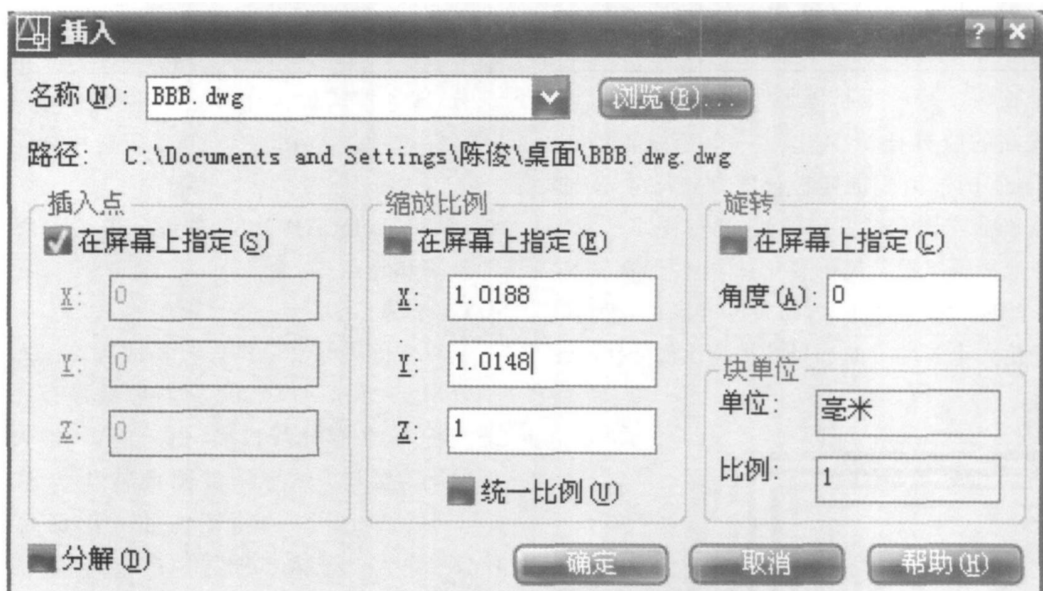 插入
名称(N): BBB.dwg 浏览(B)...
路径: C:\Documents and Settings\陈俊\桌面\BBB.dwg.dwg
插入点 缩放比例 旋转
在屏幕上指定(S) 在屏幕上指定(E) 在屏幕上指定(C)
X: 0 X: 1.0188 角度(A): 0
Y: 0 Y: 1.0148
块单位
单位: 毫米
Z: 0 Z: 1
比例: 1
统一比例(U)
分解(D) 确定 取消 帮助(H)